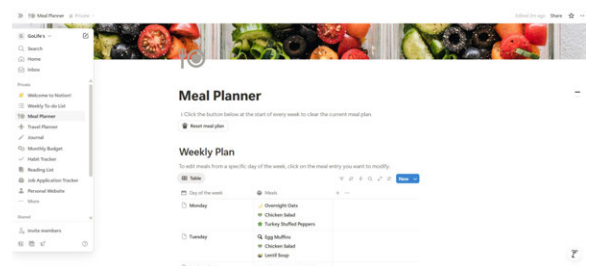 Meal Planner Private
Edited 1m ago Share
GoLife's
Search
Home
Inbox
Private
Welcome to Notion!
Weekly To-do List
Meal Planner
Travel Planner
Journal
Monthly Budget
Habit Tracker
Reading List
Job Application Tracker
Personal Website
More
Shared
Invite members
Meal Planner
Click the button below at the start of every week to clear the current meal plan.
Reset meal plan
Weekly Plan
To edit meals from a specific day of the week, click on the meal entry you want to modify.
Table
New
Day of the week
Meals
Monday
Overnight Oats
Chicken Salad
Turkey Stuffed Peppers
Tuesday
Egg Muffins
Chicken Salad
Lentil Soup